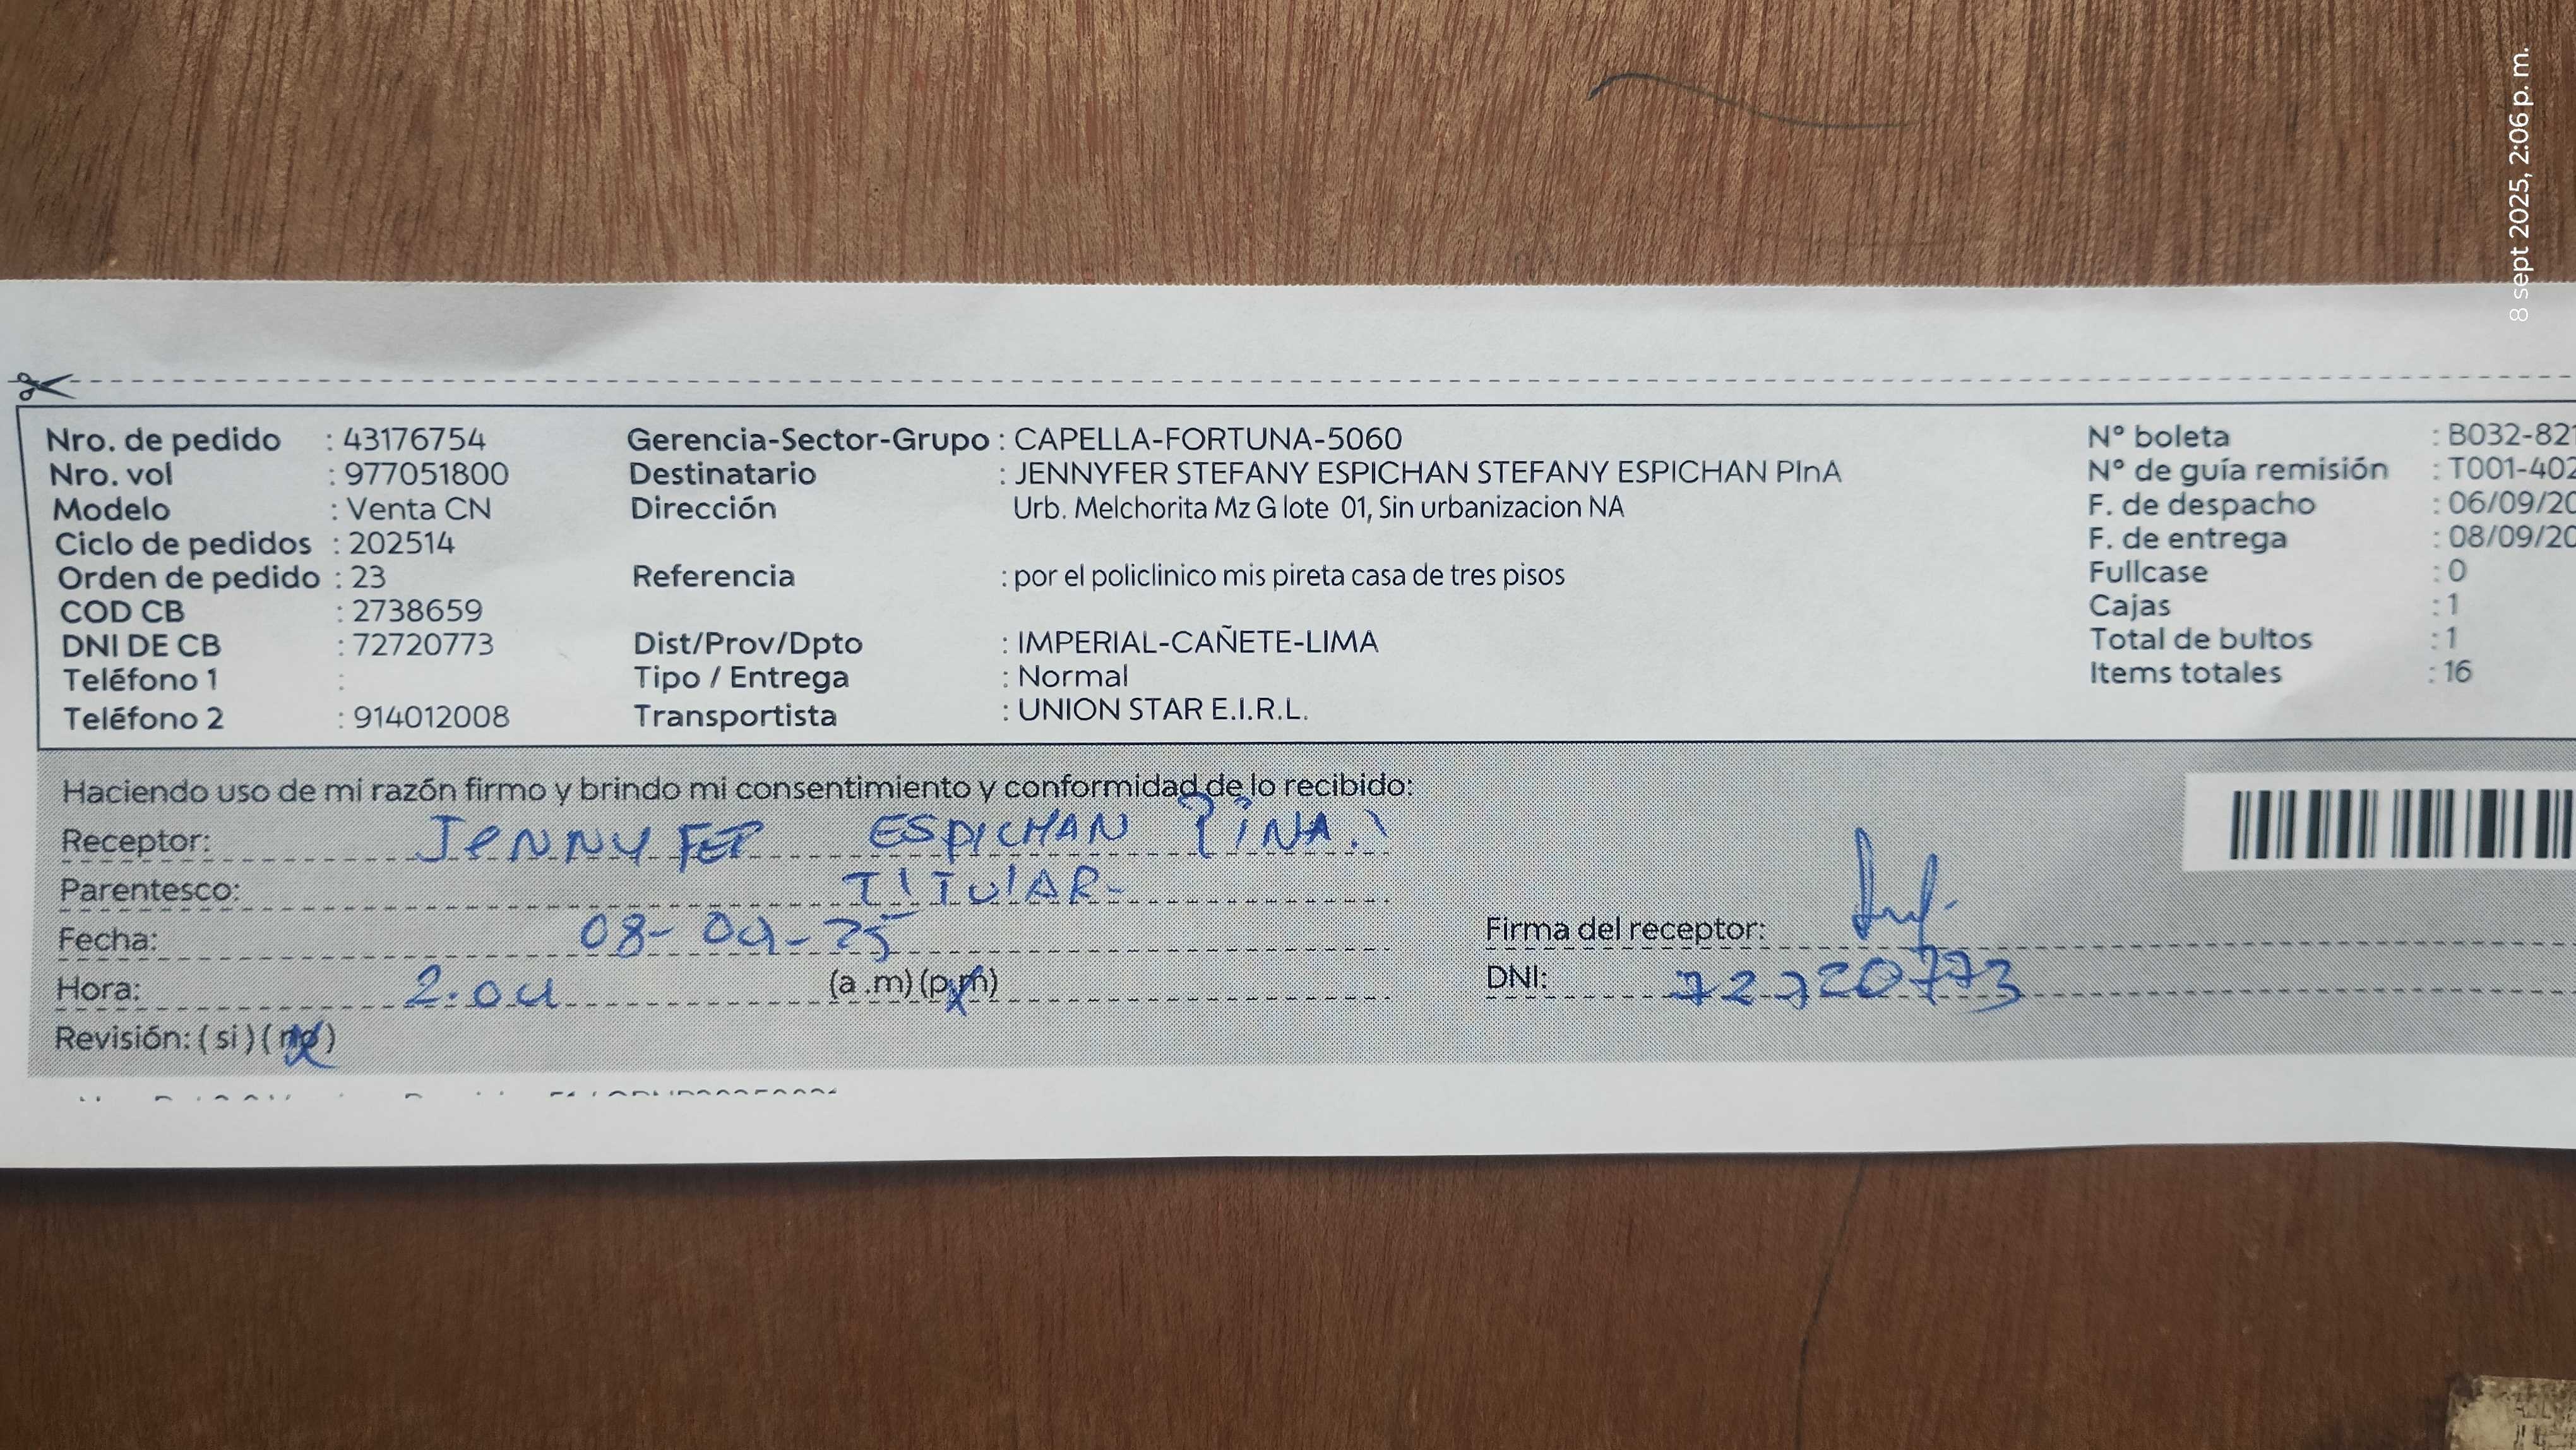 8 sept 2025, 2:06 p. m.
Nro. de pedido : 43176754
Nro. vol : 977051800
Modelo : Venta CN
Ciclo de pedidos : 202514
Orden de pedido : 23
COD CB : 2738659
DNI DE CB : 72720773
Teléfono 1 :
Teléfono 2 : 914012008
Gerencia-Sector-Grupo : CAPELLA-FORTUNA-5060
Destinatario : JENNYFER STEFANY ESPICHAN STEFANY ESPICHAN PInA
Dirección Urb. Melchorita Mz G lote 01, Sin urbanizacion NA
Referencia : por el policlinico mis pireta casa de tres pisos
Dist/Prov/Dpto : IMPERIAL-CAÑETE-LIMA
Tipo / Entrega : Normal
Transportista : UNION STAR E.I.R.L.
N° boleta : B032-82
N° de guía remisión : T001-402
F. de despacho : 06/09/20
F. de entrega : 08/09/20
Fullcase : 0
Cajas : 1
Total de bultos : 1
Items totales : 16
Haciendo uso de mi razón firmo y brindo mi consentimiento y conformidad de lo recibido:
Receptor: JENNYFER ESPICHAN PiNA.
Parentesco: TITULAR-
Fecha: 08-09-25
Hora: 2.04 (a .m) (p.m)
Revisión: ( si ) ( no )
Firma del receptor:
DNI: 72720773